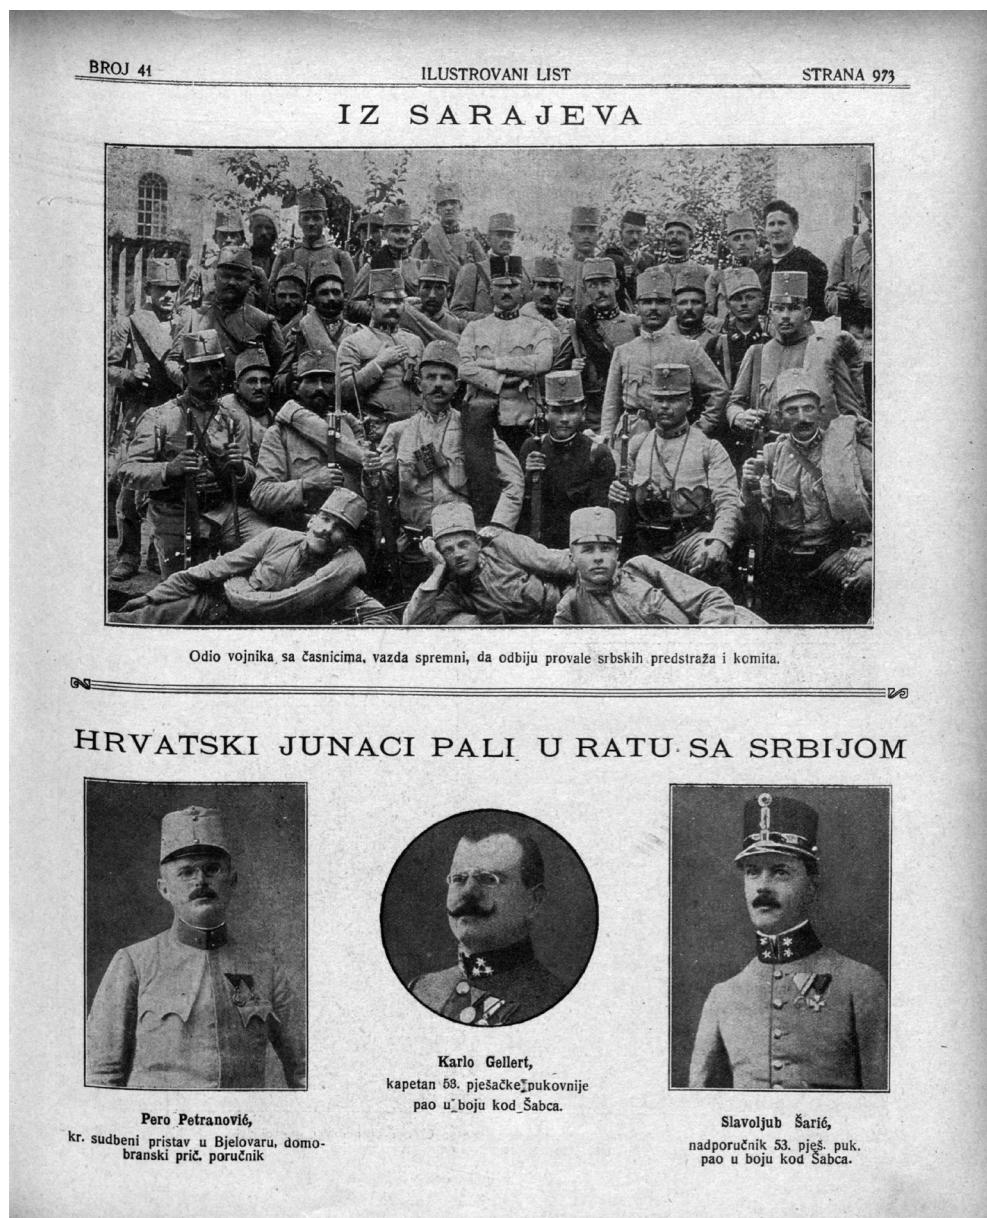 BROJ 41 ILUSTROVANI LIST STRANA 973
IZ SARAJEVA
Odio vojnika sa časnicima, vazda spremni, da odbiju provale srbskih predstraža i komita.
HRVATSKI JUNACI PALI U RATU SA SRBIJOM
Pero Petranović,
kr. sudbeni pristav u Bjelovaru, domo-
branski prič. poručnik
Karlo Gellert,
kapetan 53. pješačke pukovnije
pao u boju kod Šabca.
Slavoljub Šarić,
nadporučnik 53. pješ. puk.
pao u boju kod Šabca.